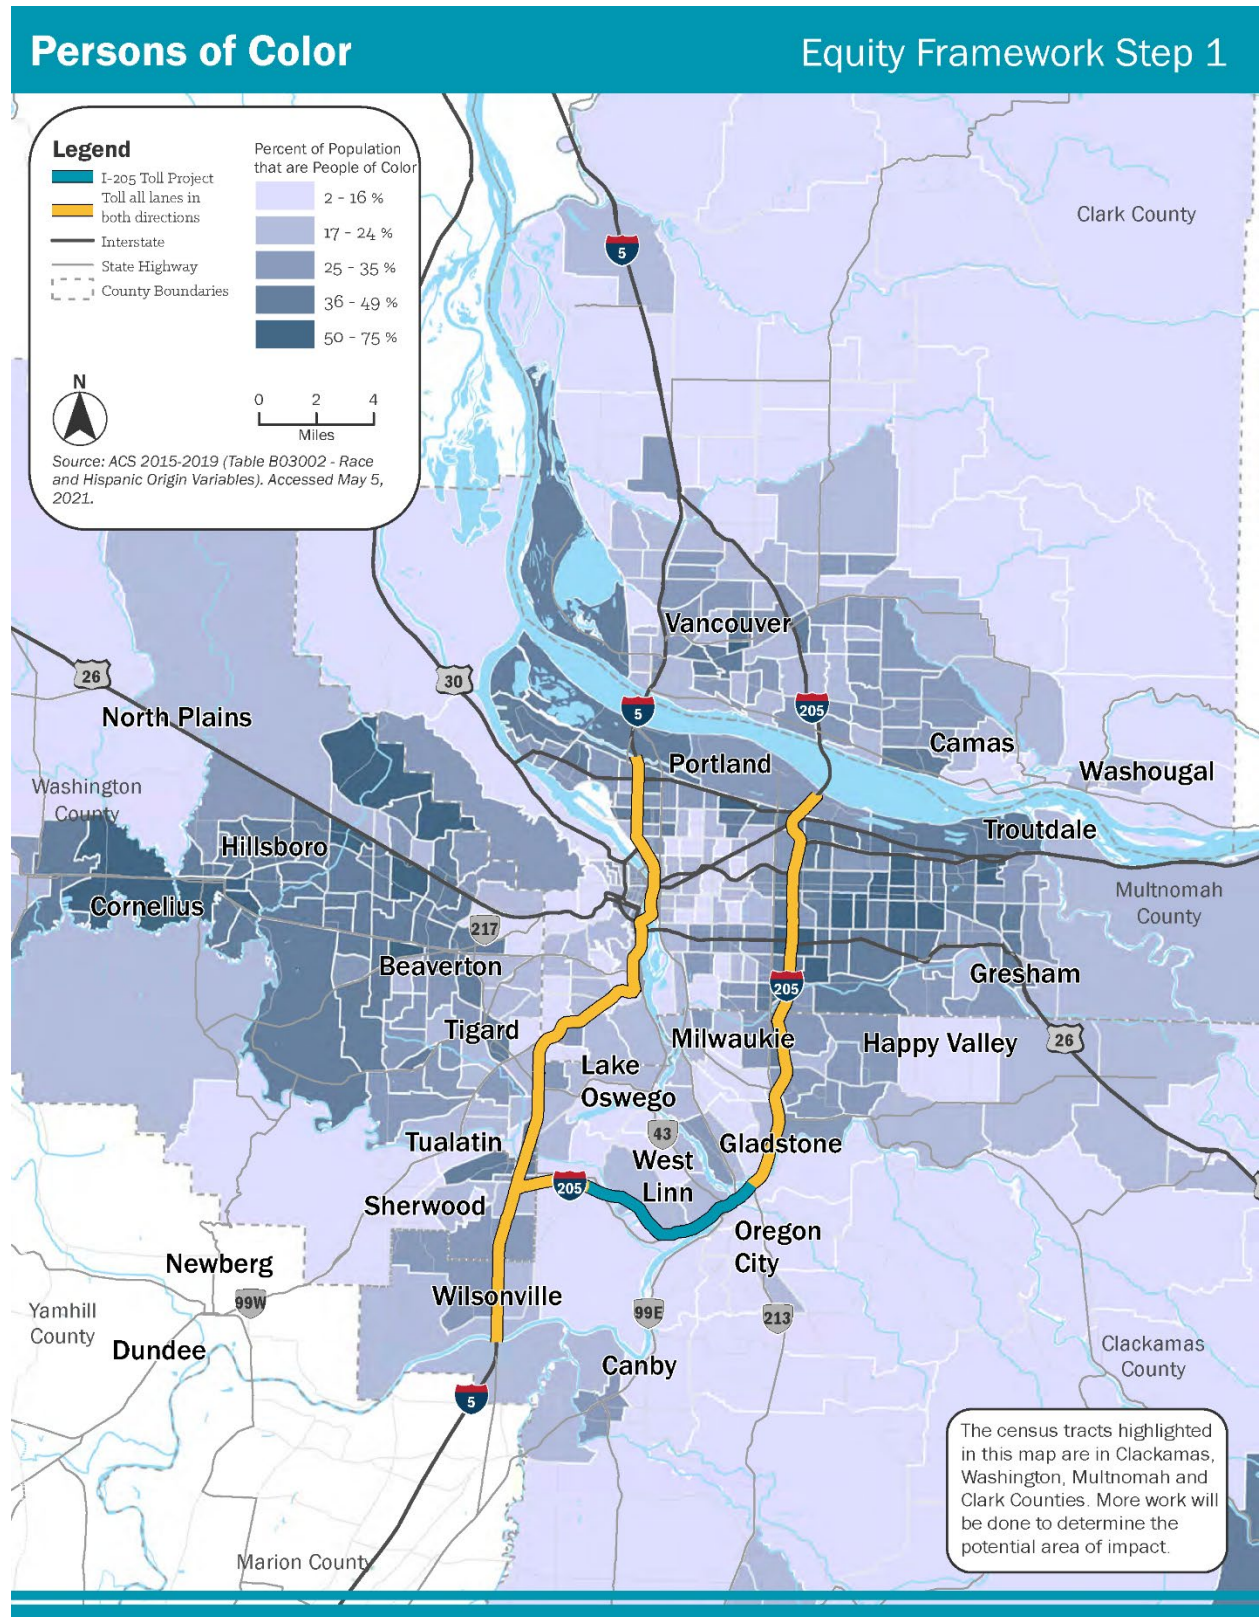 Persons of Color
Equity Framework Step 1
Legend
I-205 Toll Project
Toll all lanes in
both directions
Interstate
State Highway
County Boundaries
Percent of Population
that are People of Color
2 - 16 %
17 - 24 %
25 - 35 %
36 - 49 %
50 - 75 %
N
0 2 4
Miles
Source: ACS 2015-2019 (Table B03002 - Race
and Hispanic Origin Variables). Accessed May 5,
2021.
Clark County
5
Vancouver
26
30
North Plains
5
205
Camas
Portland
Washougal
Washington
County
Troutdale
Hillsboro
Multnomah
County
Cornelius
217
Beaverton
Gresham
205
Tigard
Milwaukie
Happy Valley
26
Lake
Oswego
43
Tualatin
Gladstone
West
Linn
205
Sherwood
Oregon
City
Newberg
99W
Wilsonville
99E
213
Yamhill
County
Dundee
Clackamas
County
Canby
5
The census tracts highlighted
in this map are in Clackamas,
Washington, Multnomah and
Clark Counties. More work will
be done to determine the
potential area of impact.
Marion County